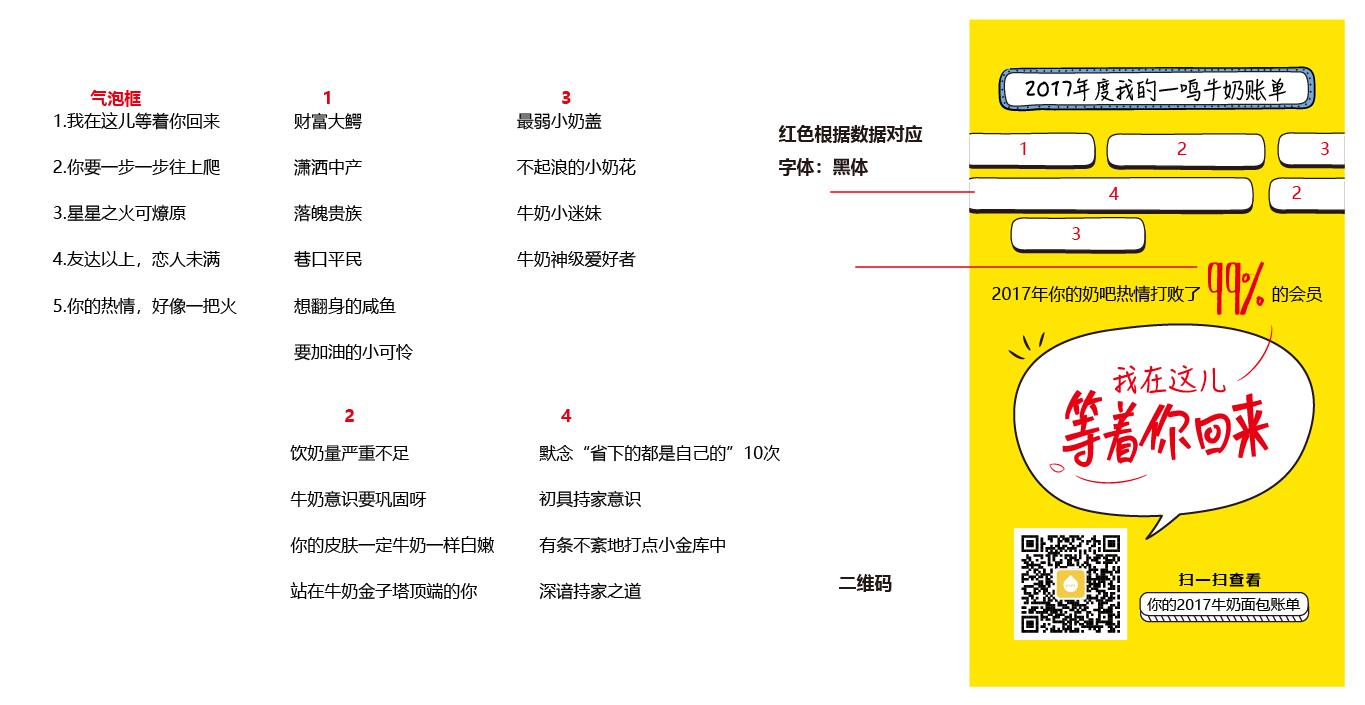 气泡框
1.我在这儿等着你回来
2.你要一步一步往上爬
3.星星之火可燎原
4.友达以上，恋人未满
5.你的热情，好像一把火
1
财富大鳄
潇洒中产
落魄贵族
巷口平民
想翻身的咸鱼
要加油的小可怜
3
最弱小奶盖
不起浪的小奶花
牛奶小迷妹
牛奶神级爱好者
2
饮奶量严重不足
牛奶意识要巩固呀
你的皮肤一定牛奶一样白嫩
站在牛奶金子塔顶端的你
4
默念“省下的都是自己的”10次
初具持家意识
有条不紊地打点小金库中
深谙持家之道
红色根据数据对应
字体：黑体
二维码
2017年度我的一鸣牛奶账单
1 2 3
4 2
3
2017年你的奶吧热情打败了99%的会员
我在这儿
等着你回来
扫一扫查看
你的2017牛奶面包账单